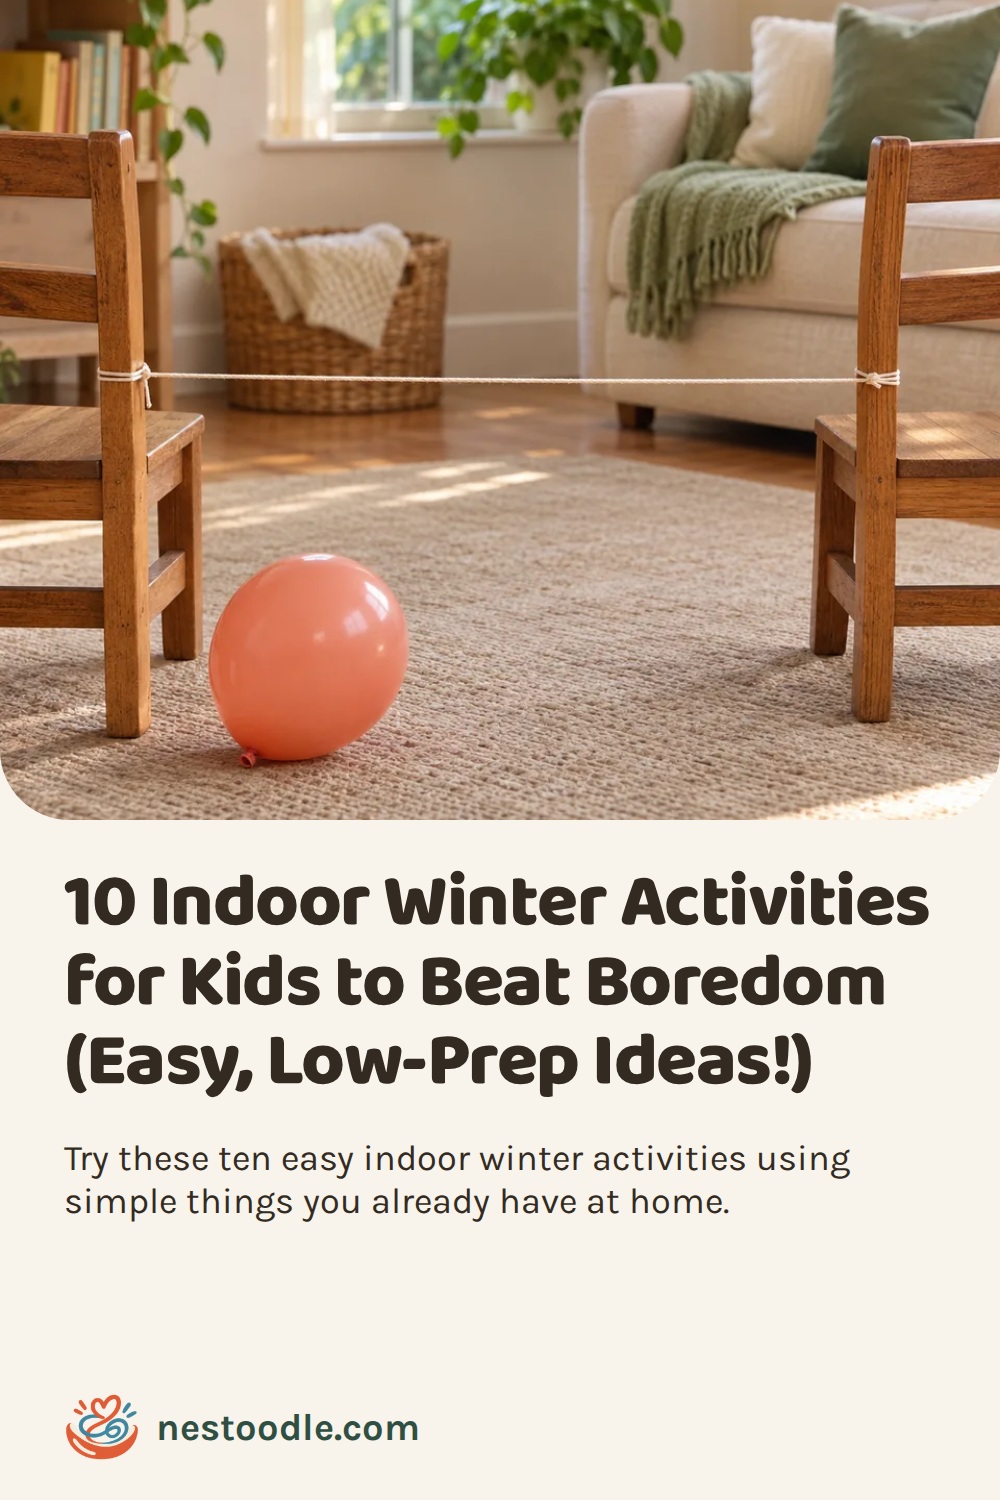 10 Indoor Winter Activities
for Kids to Beat Boredom
(Easy, Low-Prep Ideas!)
Try these ten easy indoor winter activities using
simple things you already have at home.
nestoodle.com